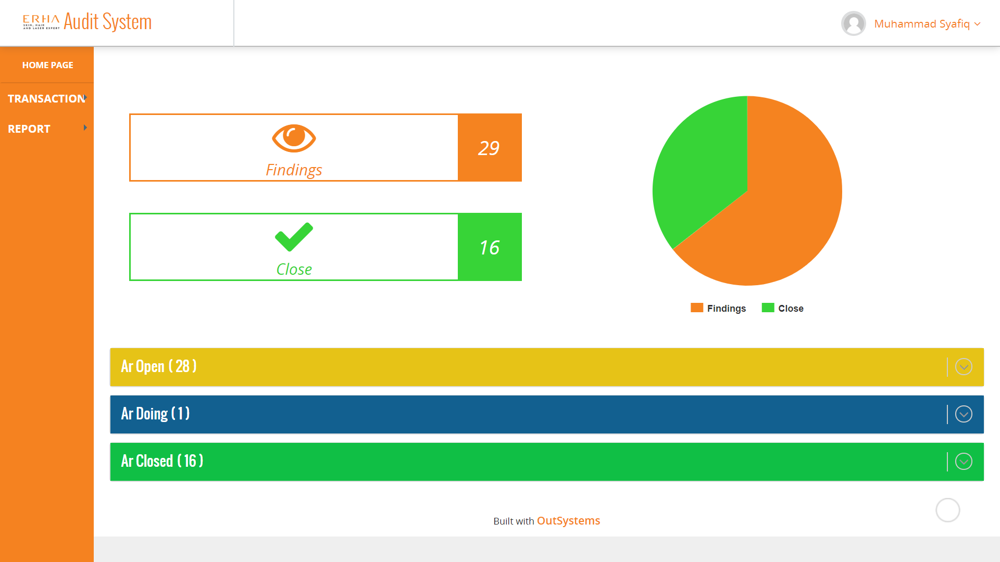 ERHA
SKIN, HAIR
AND LASER EXPERT
Audit System
Muhammad Syafiq
HOME PAGE
TRANSACTION
REPORT
Findings
29
Close
16
Findings
Close
Ar Open ( 28 )
Ar Doing ( 1 )
Ar Closed ( 16 )
Built with OutSystems